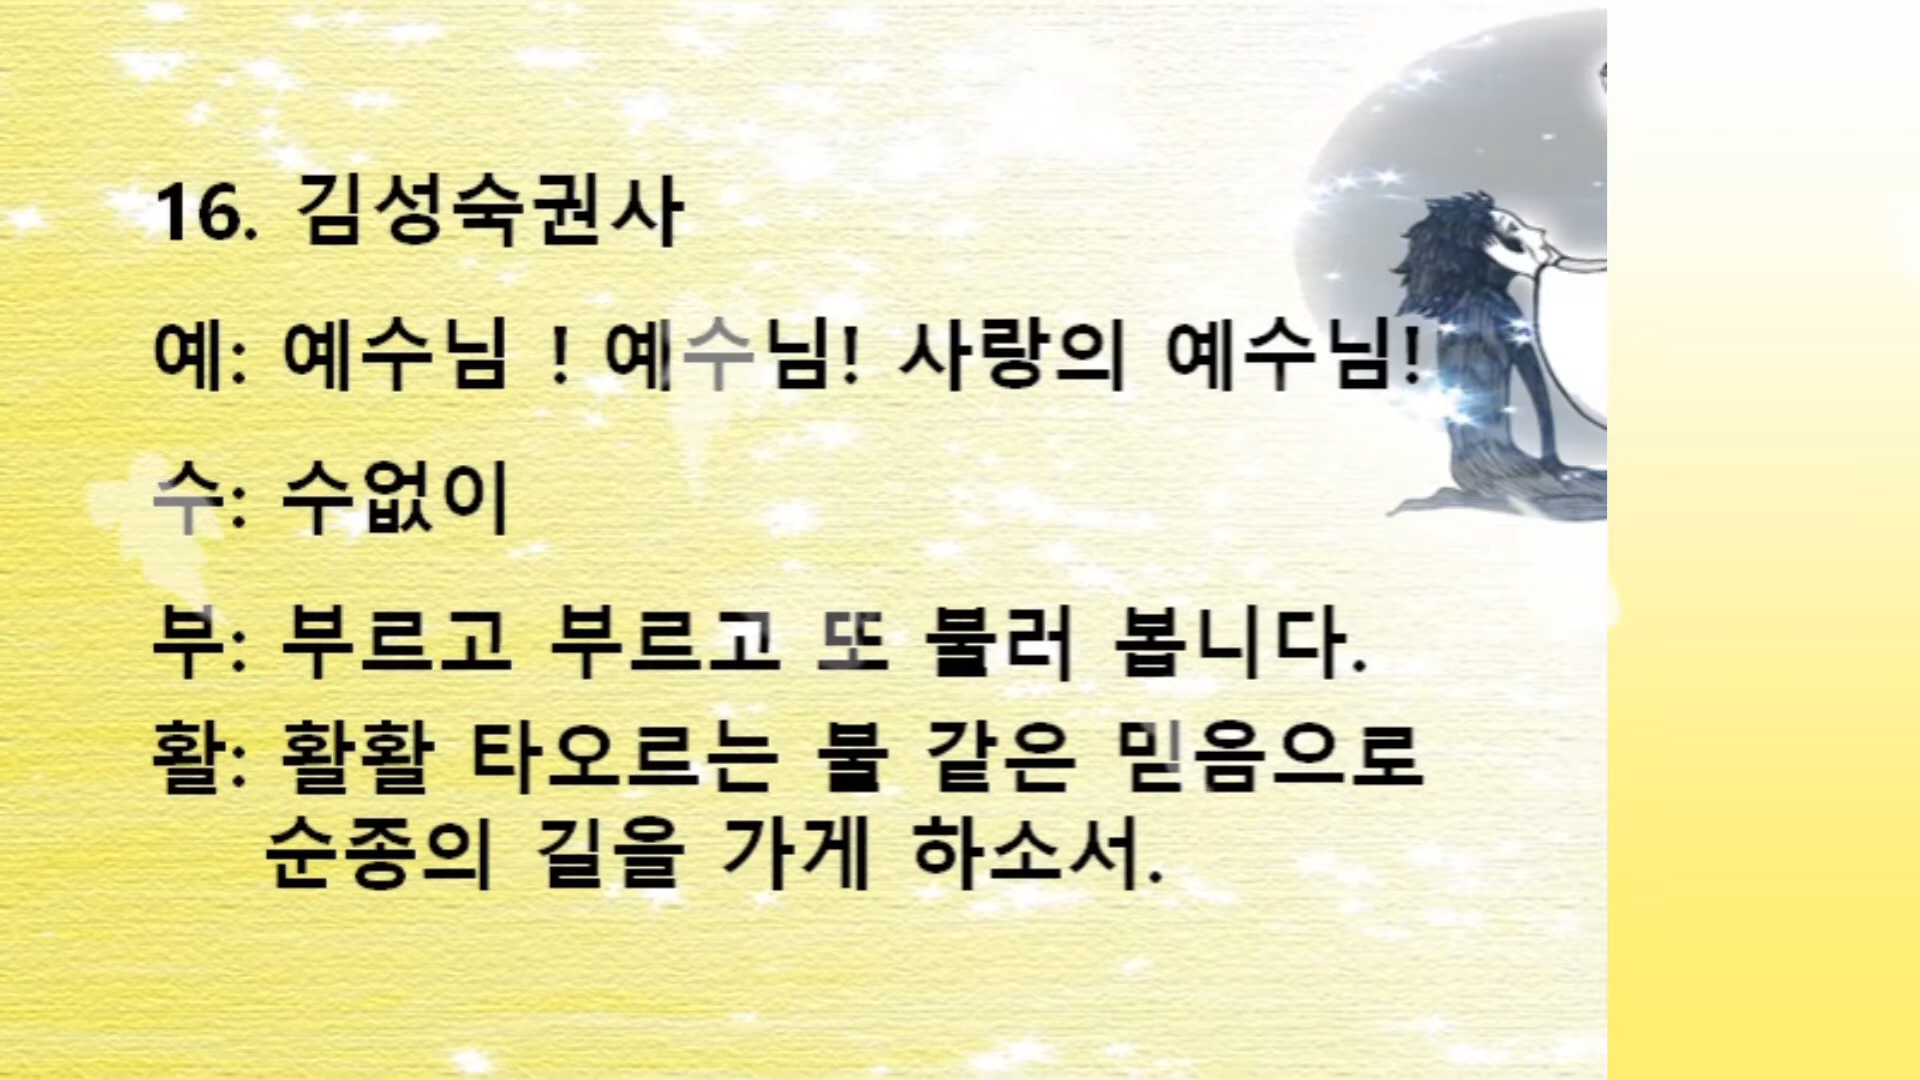 16. 김성숙권사
예: 예수님 ! 예수님! 사랑의 예수님!
수: 수없이
부: 부르고 부르고 또 불러 봅니다.
활: 활활 타오르는 불 같은 믿음으로
순종의 길을 가게 하소서.